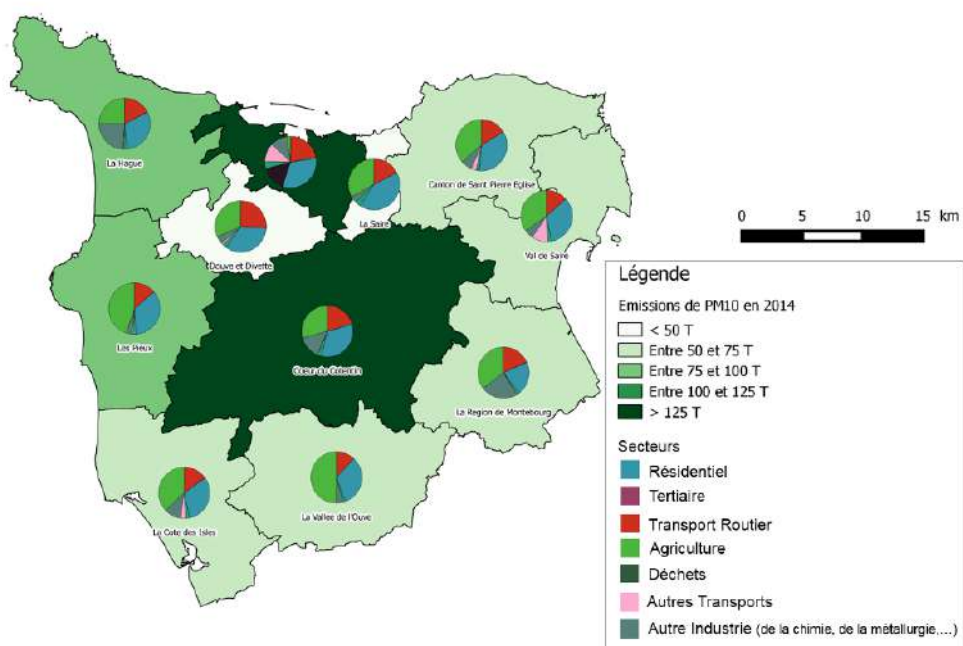 La Hague
Canton de Saint Pierre Eglise
La Saire
Val de Saire
Douve et Divette
Les Pieux
Cœur du Cotentin
La Region de Montebourg
La Cote des Isles
La Vallée de l'Ouve
0 5 10 15 km
Légende
Emissions de PM10 en 2014
< 50 T
Entre 50 et 75 T
Entre 75 et 100 T
Entre 100 et 125 T
> 125 T
Secteurs
Résidentiel
Tertiaire
Transport Routier
Agriculture
Déchets
Autres Transports
Autre Industrie (de la chimie, de la métallurgie,...)